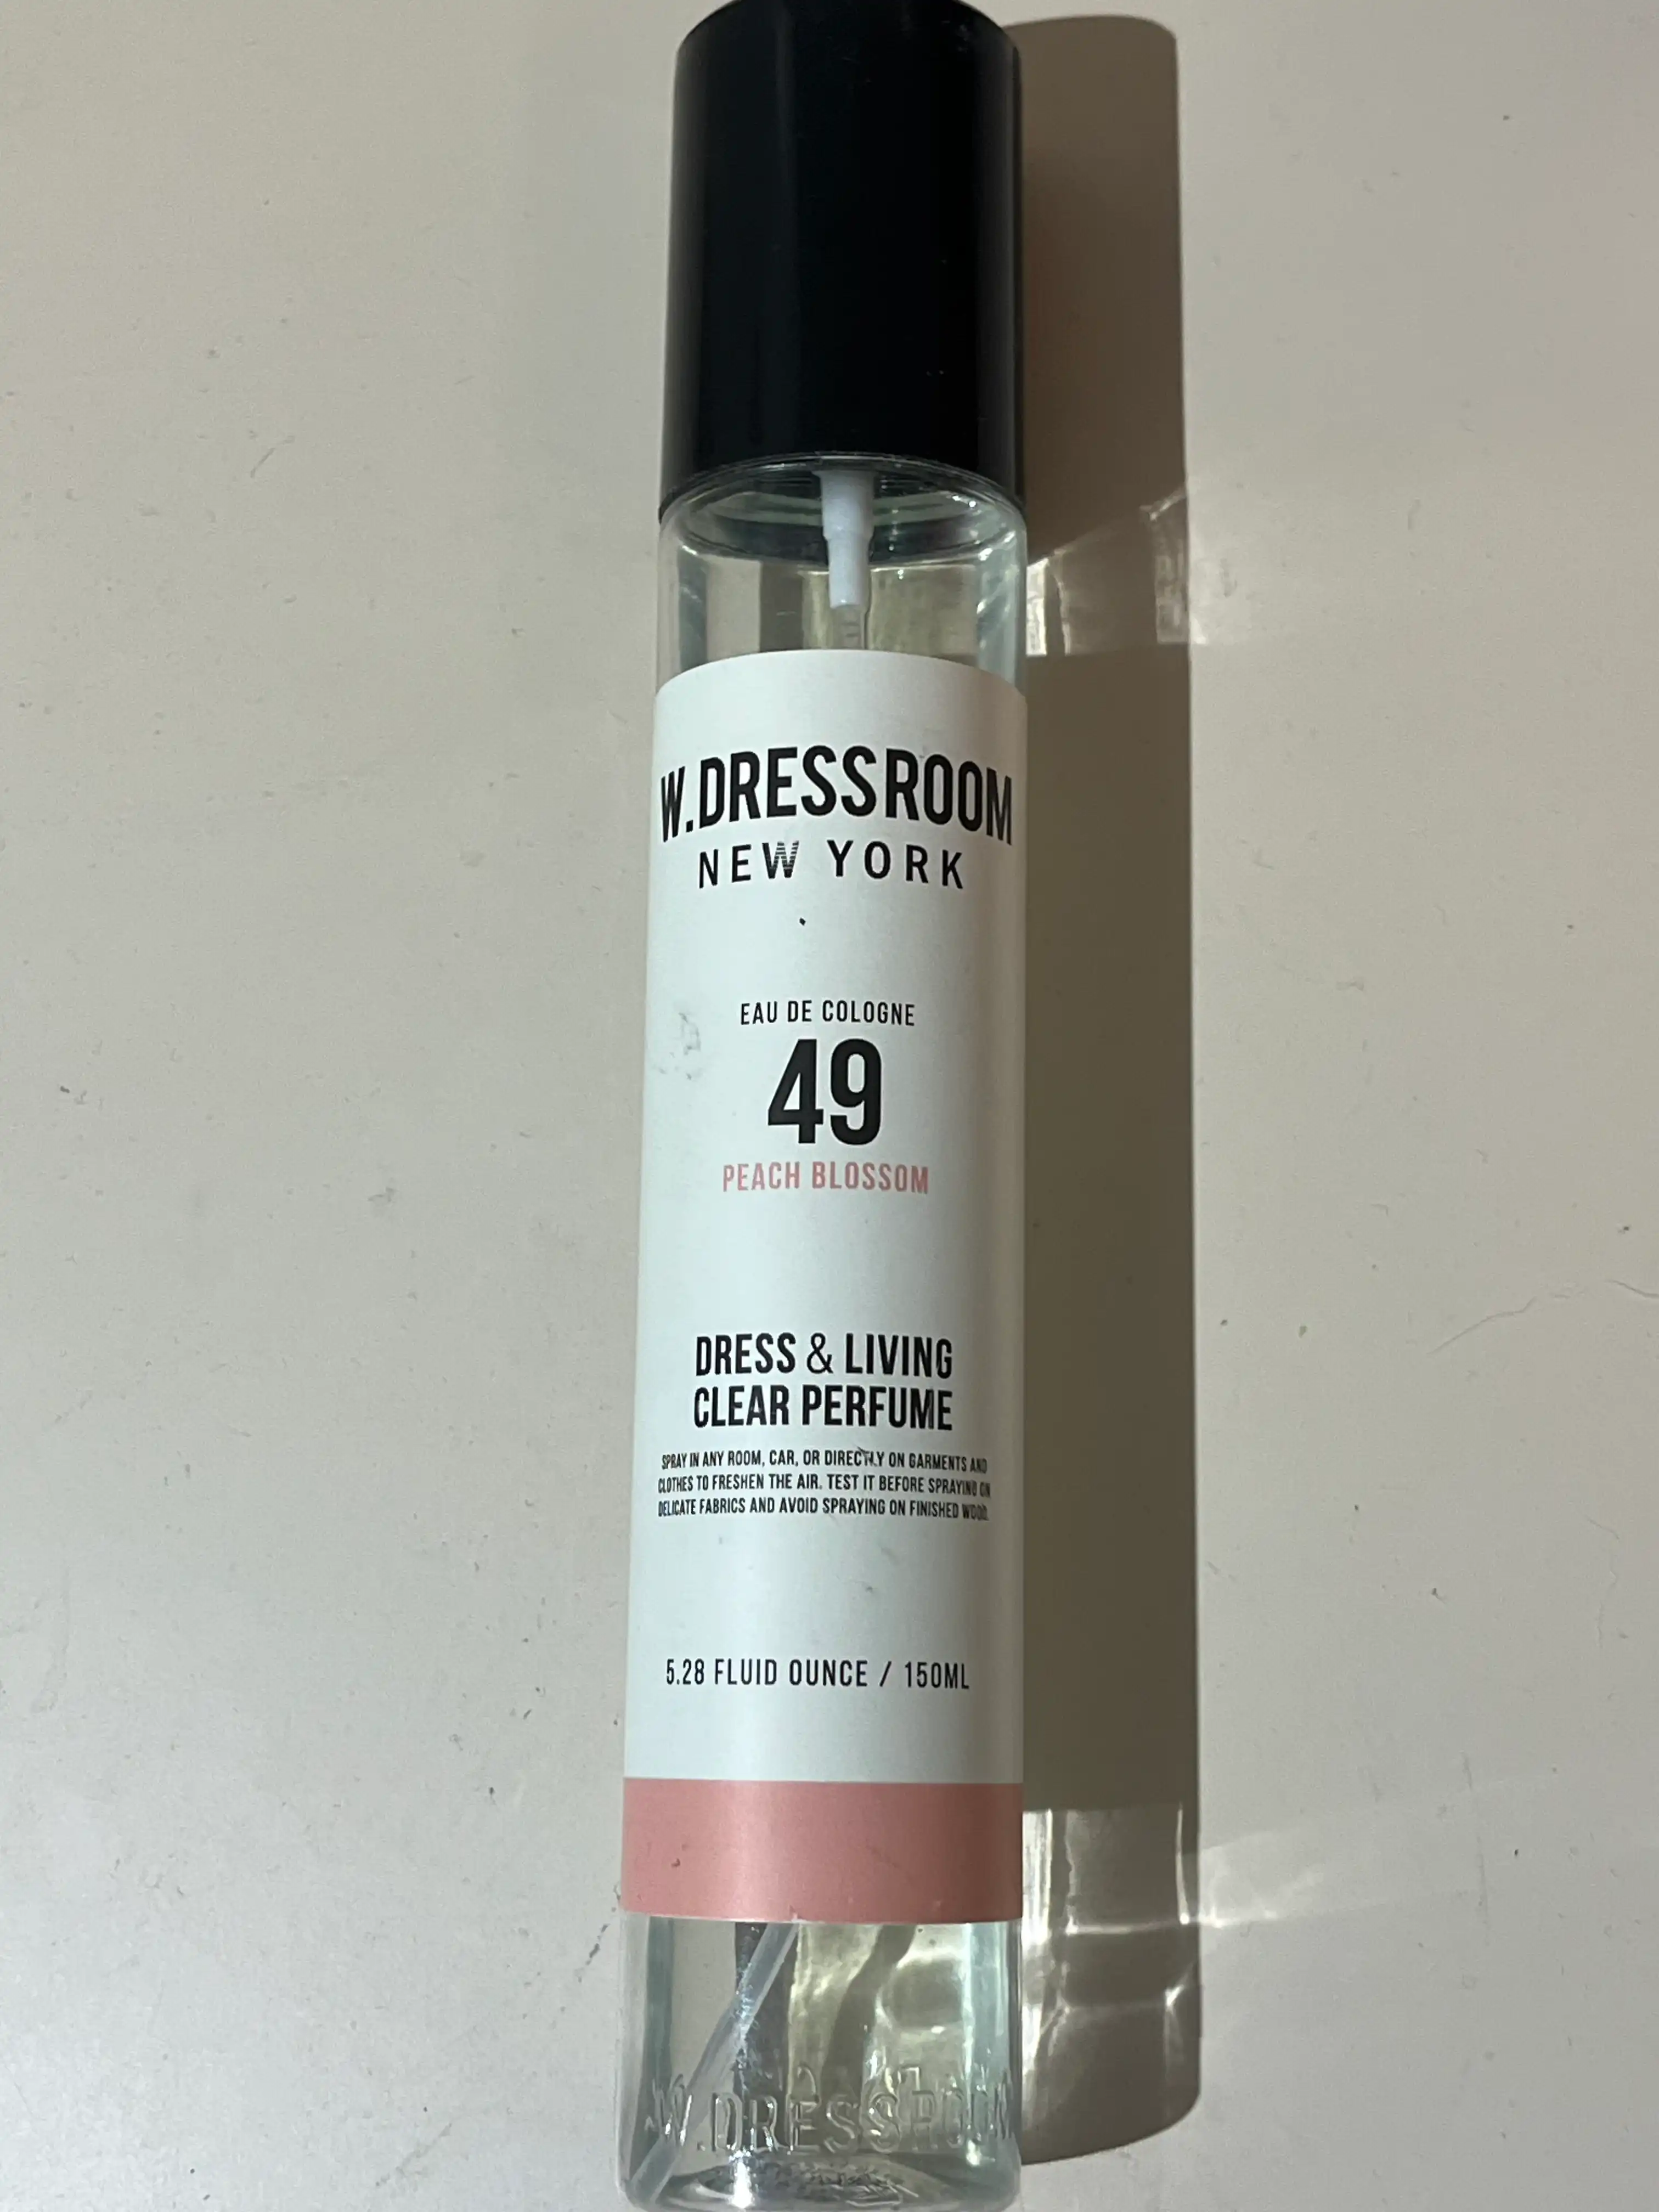 W.DRESSROOM
NEW YORK
EAU DE COLOGNE
49
PEACH BLOSSOM
DRESS & LIVING
CLEAR PERFUME
SPRAY IN ANY ROOM, CAR, OR DIRECTLY ON GARMENTS AND
CLOTHES TO FRESHEN THE AIR. TEST IT BEFORE SPRAYING ON
DELICATE FABRICS AND AVOID SPRAYING ON FINISHED WOOD.
5.28 FLUID OUNCE / 150ML
W.DRESSROOM